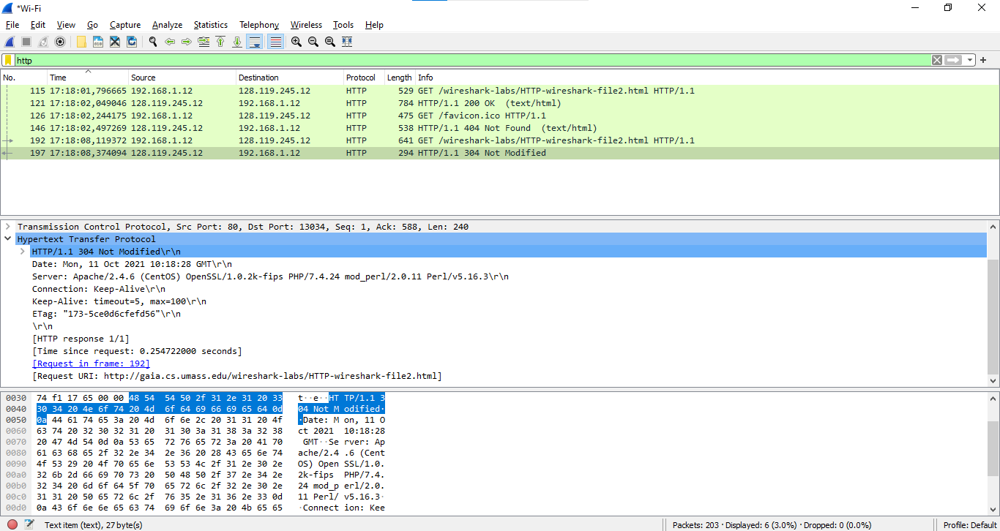 *Wi-Fi
File Edit View Go Capture Analyze Statistics Telephony Wireless Tools Help
http
No. Time Source Destination Protocol Length Info
115 17:18:01,796665 192.168.1.12 128.119.245.12 HTTP 529 GET /wireshark-labs/HTTP-wireshark-file2.html HTTP/1.1
121 17:18:02,049046 128.119.245.12 192.168.1.12 HTTP 784 HTTP/1.1 200 OK (text/html)
126 17:18:02,244175 192.168.1.12 128.119.245.12 HTTP 475 GET /favicon.ico HTTP/1.1
146 17:18:02,497269 128.119.245.12 192.168.1.12 HTTP 538 HTTP/1.1 404 Not Found (text/html)
192 17:18:08,119372 192.168.1.12 128.119.245.12 HTTP 641 GET /wireshark-labs/HTTP-wireshark-file2.html HTTP/1.1
197 17:18:08,374094 128.119.245.12 192.168.1.12 HTTP 294 HTTP/1.1 304 Not Modified
Transmission Control Protocol, Src Port: 80, Dst Port: 13034, Seq: 1, Ack: 588, Len: 240
Hypertext Transfer Protocol
HTTP/1.1 304 Not Modified\r\n
Date: Mon, 11 Oct 2021 10:18:28 GMT\r\n
Server: Apache/2.4.6 (CentOS) OpenSSL/1.0.2k-fips PHP/7.4.24 mod_perl/2.0.11 Perl/v5.16.3\r\n
Connection: Keep-Alive\r\n
Keep-Alive: timeout=5, max=100\r\n
ETag: "173-5ce0d6cfefd56"\r\n
\r\n
[HTTP response 1/1]
[Time since request: 0.254722000 seconds]
[Request in frame: 192]
[Request URI: http://gaia.cs.umass.edu/wireshark-labs/HTTP-wireshark-file2.html]
0030 74 f1 17 65 00 00 48 54 54 50 2f 31 2e 31 20 33 t··e··HT TP/1.1 3
0040 30 34 20 4e 6f 74 20 4d 6f 64 69 66 69 65 64 0d 04 Not M odified·
0050 0a 44 61 74 65 3a 20 4d 6f 6e 2c 20 31 31 20 4f ·Date: M on, 11 O
0060 63 74 20 32 30 32 31 20 31 30 3a 31 38 3a 32 38 ct 2021 10:18:28
0070 20 47 4d 54 0d 0a 53 65 72 76 65 72 3a 20 41 70 GMT··Se rver: Ap
0080 61 63 68 65 2f 32 2e 34 2e 36 20 28 43 65 6e 74 ache/2.4 .6 (Cent
0090 4f 53 29 20 4f 70 65 6e 53 53 4c 2f 31 2e 30 2e OS) Open SSL/1.0.
00a0 32 6b 2d 66 69 70 73 20 50 48 50 2f 37 2e 34 2e 2k-fips PHP/7.4.
00b0 32 34 20 6d 6f 64 5f 70 65 72 6c 2f 32 2e 30 2e 24 mod_p erl/2.0.
00c0 31 31 20 50 65 72 6c 2f 76 35 2e 31 36 2e 33 0d 11 Perl/ v5.16.3·
00d0 0a 43 6f 6e 6e 65 63 74 69 6f 6e 3a 20 4b 65 65 ·Connect ion: Kee
Text item (text), 27 byte(s) Packets: 203 · Displayed: 6 (3.0%) · Dropped: 0 (0.0%) Profile: Default